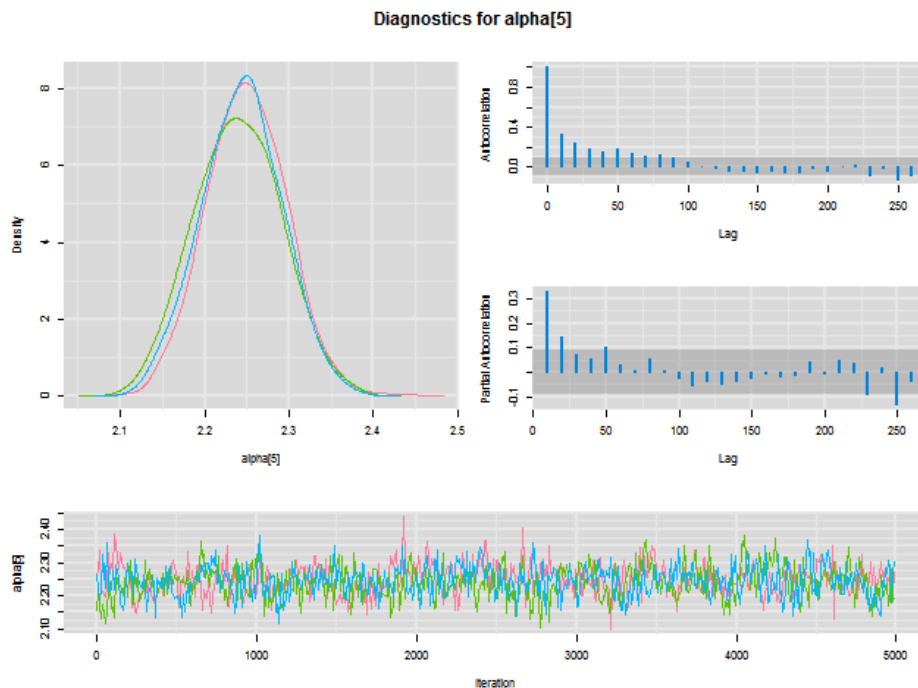 Diagnostics for alpha[5]
Density
0 2 4 6 8
2.1 2.2 2.3 2.4 2.5
alpha[5]
Autocorrelation
0.0 0.4 0.8
0 50 100 150 200 250
Lag
Partial Autocorrelation
-0.1 0.1 0.3
0 50 100 150 200 250
Lag
alpha[5]
2.10 2.20 2.30 2.40
0 1000 2000 3000 4000 5000
Iteration